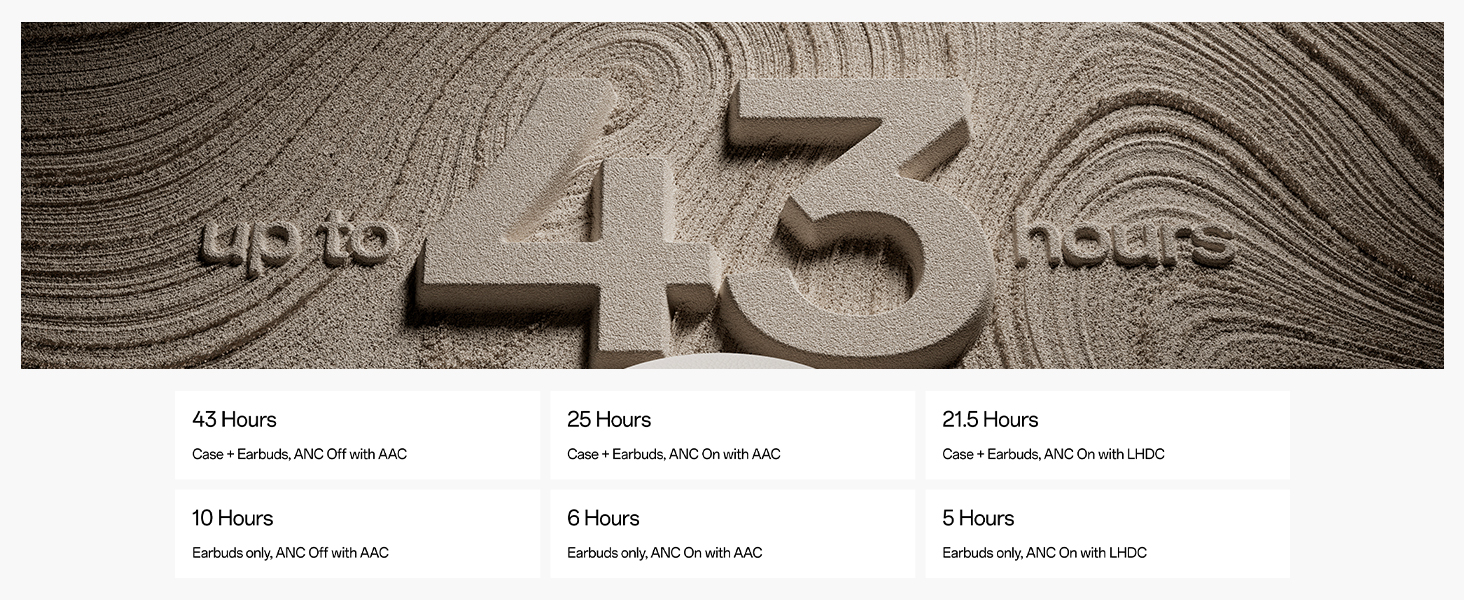 up to 43 hours
43 Hours
Case + Earbuds, ANC Off with AAC
25 Hours
Case + Earbuds, ANC On with AAC
21.5 Hours
Case + Earbuds, ANC On with LHDC
10 Hours
Earbuds only, ANC Off with AAC
6 Hours
Earbuds only, ANC On with AAC
5 Hours
Earbuds only, ANC On with LHDC